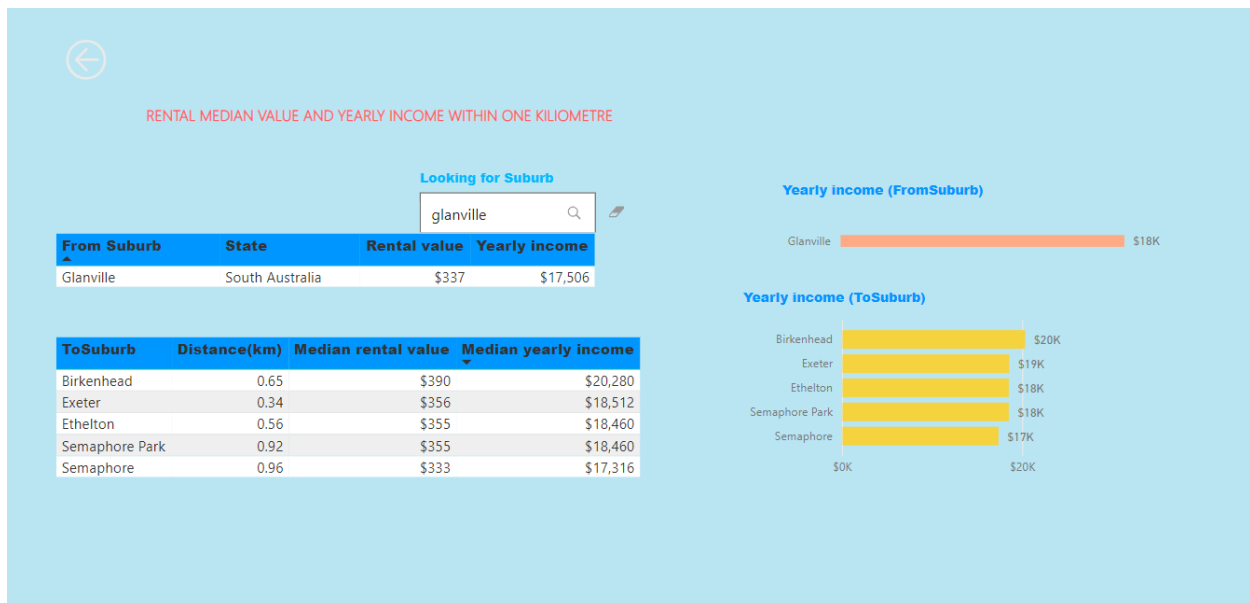 RENTAL MEDIAN VALUE AND YEARLY INCOME WITHIN ONE KILIOMETRE
Looking for Suburb
glanville
From Suburb State Rental value Yearly income
Glanville South Australia $337 $17,506
ToSuburb Distance(km) Median rental value Median yearly income
Birkenhead 0.65 $390 $20,280
Exeter 0.34 $356 $18,512
Ethelton 0.56 $355 $18,460
Semaphore Park 0.92 $355 $18,460
Semaphore 0.96 $333 $17,316
Yearly income (FromSuburb)
Glanville $18K
Yearly income (ToSuburb)
Birkenhead $20K
Exeter $19K
Ethelton $18K
Semaphore Park $18K
Semaphore $17K
$0K $20K